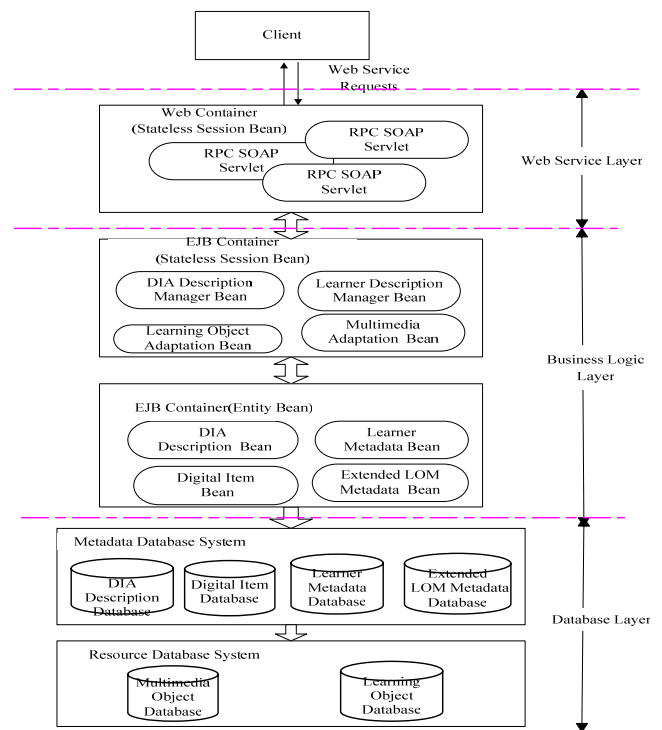 Client
Web Service
Requests
Web Container
(Stateless Session Bean)
RPC SOAP
Servlet
RPC SOAP
Servlet
RPC SOAP
Servlet
Web Service Layer
EJB Container
(Stateless Session Bean)
DIA Description
Manager Bean
Learner Description
Manager Bean
Learning Object
Adaptation Bean
Multimedia
Adaptation Bean
Business Logic
Layer
EJB Container(Entity Bean)
DIA
Description Bean
Learner
Metadata Bean
Digital Item
Bean
Extended LOM
Metadata Bean
Metadata Database System
DIA
Description
Database
Digital Item
Database
Learner
Metadata
Database
Extended
LOM Metadata
Database
Database Layer
Resource Database System
Multimedia
Object
Database
Learning
Object
Database